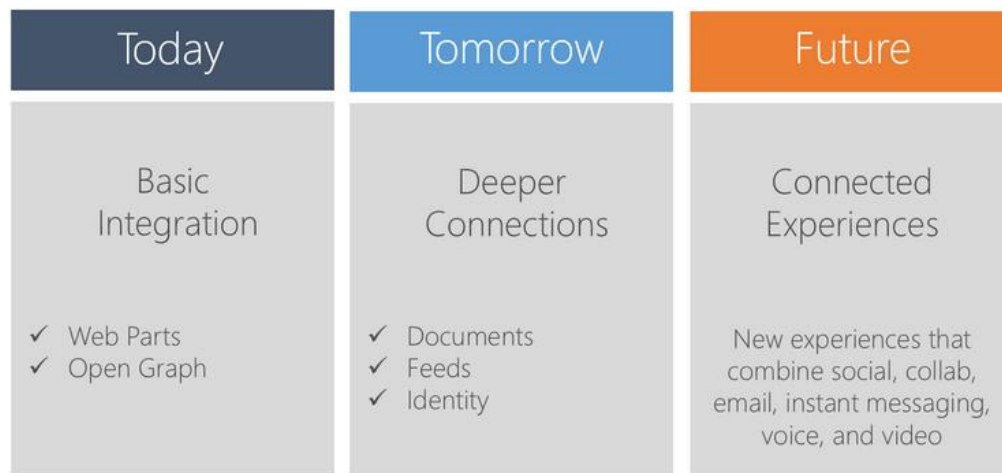 Today
Basic
Integration
✓ Web Parts
✓ Open Graph
Tomorrow
Deeper
Connections
✓ Documents
✓ Feeds
✓ Identity
Future
Connected
Experiences
New experiences that
combine social, collab,
email, instant messaging,
voice, and video